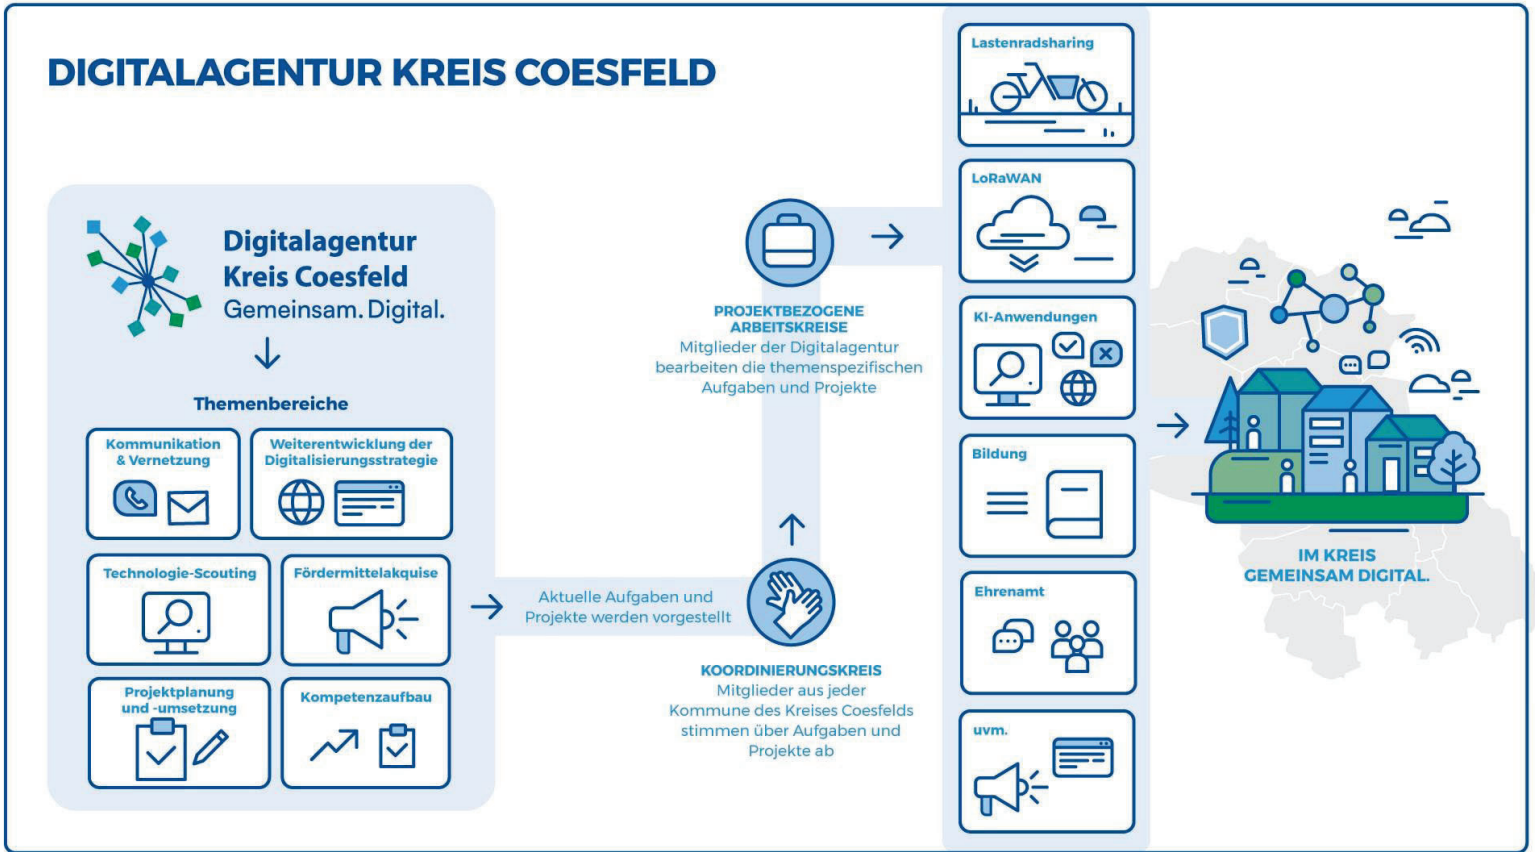 DIGITALAGENTUR KREIS COESFELD
Digitalagentur
Kreis Coesfeld
Gemeinsam. Digital.
Themenbereiche
Kommunikation
& Vernetzung
Weiterentwicklung der
Digitalisierungsstrategie
Technologie-Scouting
Fördermittelakquise
Projektplanung
und -umsetzung
Kompetenzaufbau
Aktuelle Aufgaben und
Projekte werden vorgestellt
KOORDINIERUNGSKREIS
Mitglieder aus jeder
Kommune des Kreises Coesfelds
stimmen über Aufgaben und
Projekte ab
PROJEKTBEZOGENE
ARBEITSKREISE
Mitglieder der Digitalagentur
bearbeiten die themenspezifischen
Aufgaben und Projekte
Lastenradsharing
LoRaWAN
KI-Anwendungen
Bildung
Ehrenamt
uvm.
IM KREIS
GEMEINSAM DIGITAL.